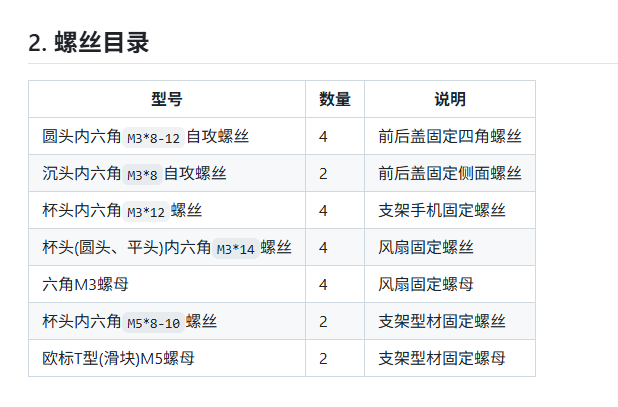 2. 螺丝目录
型号 数量 说明
圆头内六角 M3*8-12 自攻螺丝 4 前后盖固定四角螺丝
沉头内六角 M3*8 自攻螺丝 2 前后盖固定侧面螺丝
杯头内六角 M3*12 螺丝 4 支架手机固定螺丝
杯头(圆头、平头)内六角 M3*14 螺丝 4 风扇固定螺丝
六角M3螺母 4 风扇固定螺母
杯头内六角 M5*8-10 螺丝 2 支架型材固定螺丝
欧标T型(滑块)M5螺母 2 支架型材固定螺母